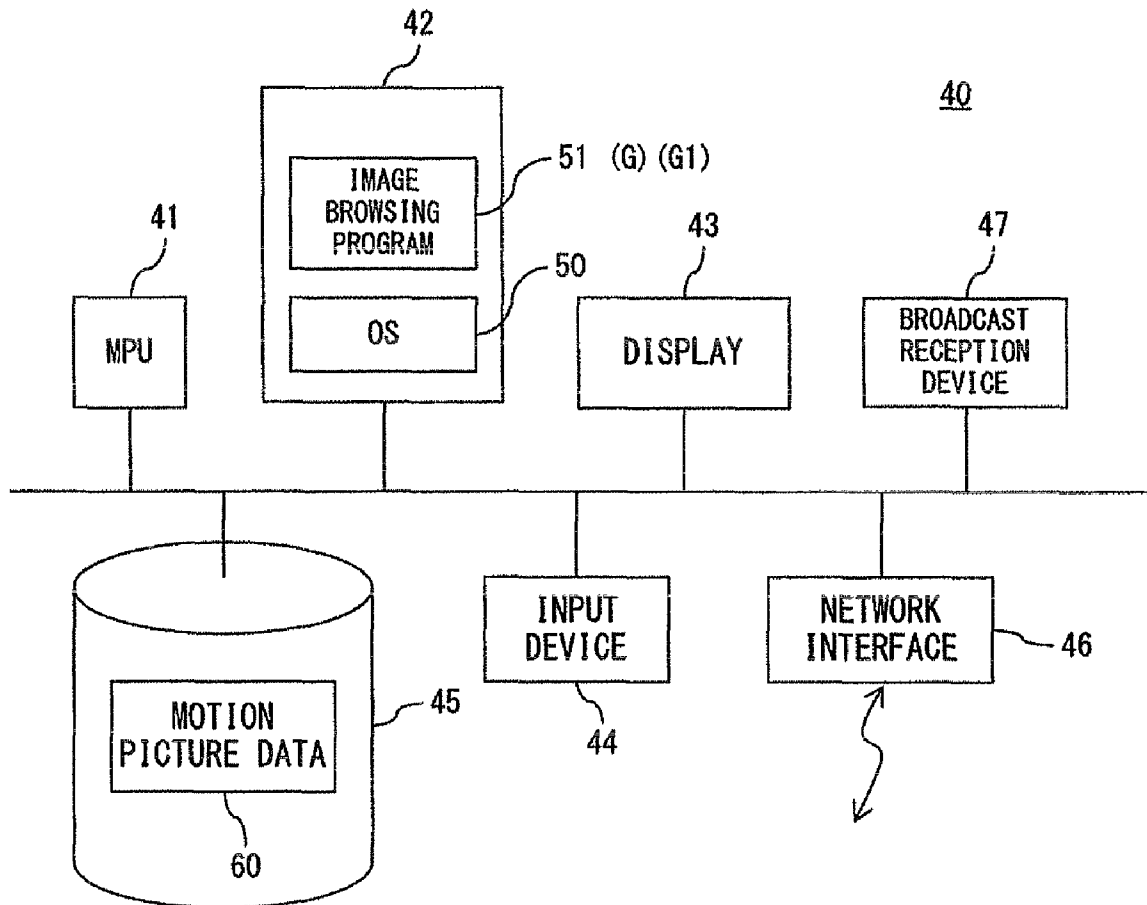 42
40
51 (G) (G1)
IMAGE
BROWSING
PROGRAM
41
43
47
50
MPU
OS
DISPLAY
BROADCAST
RECEPTION
DEVICE
INPUT
DEVICE
NETWORK
INTERFACE
46
45
MOTION
PICTURE DATA
44
60